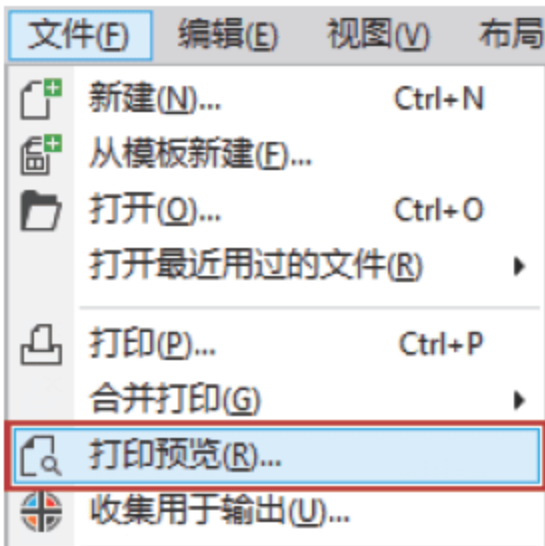 文件(F) 编辑(E) 视图(V) 布局
新建(N)... Ctrl+N
从模板新建(F)...
打开(O)... Ctrl+O
打开最近用过的文件(R)
打印(P)... Ctrl+P
合并打印(G)
打印预览(R)...
收集用于输出(U)...